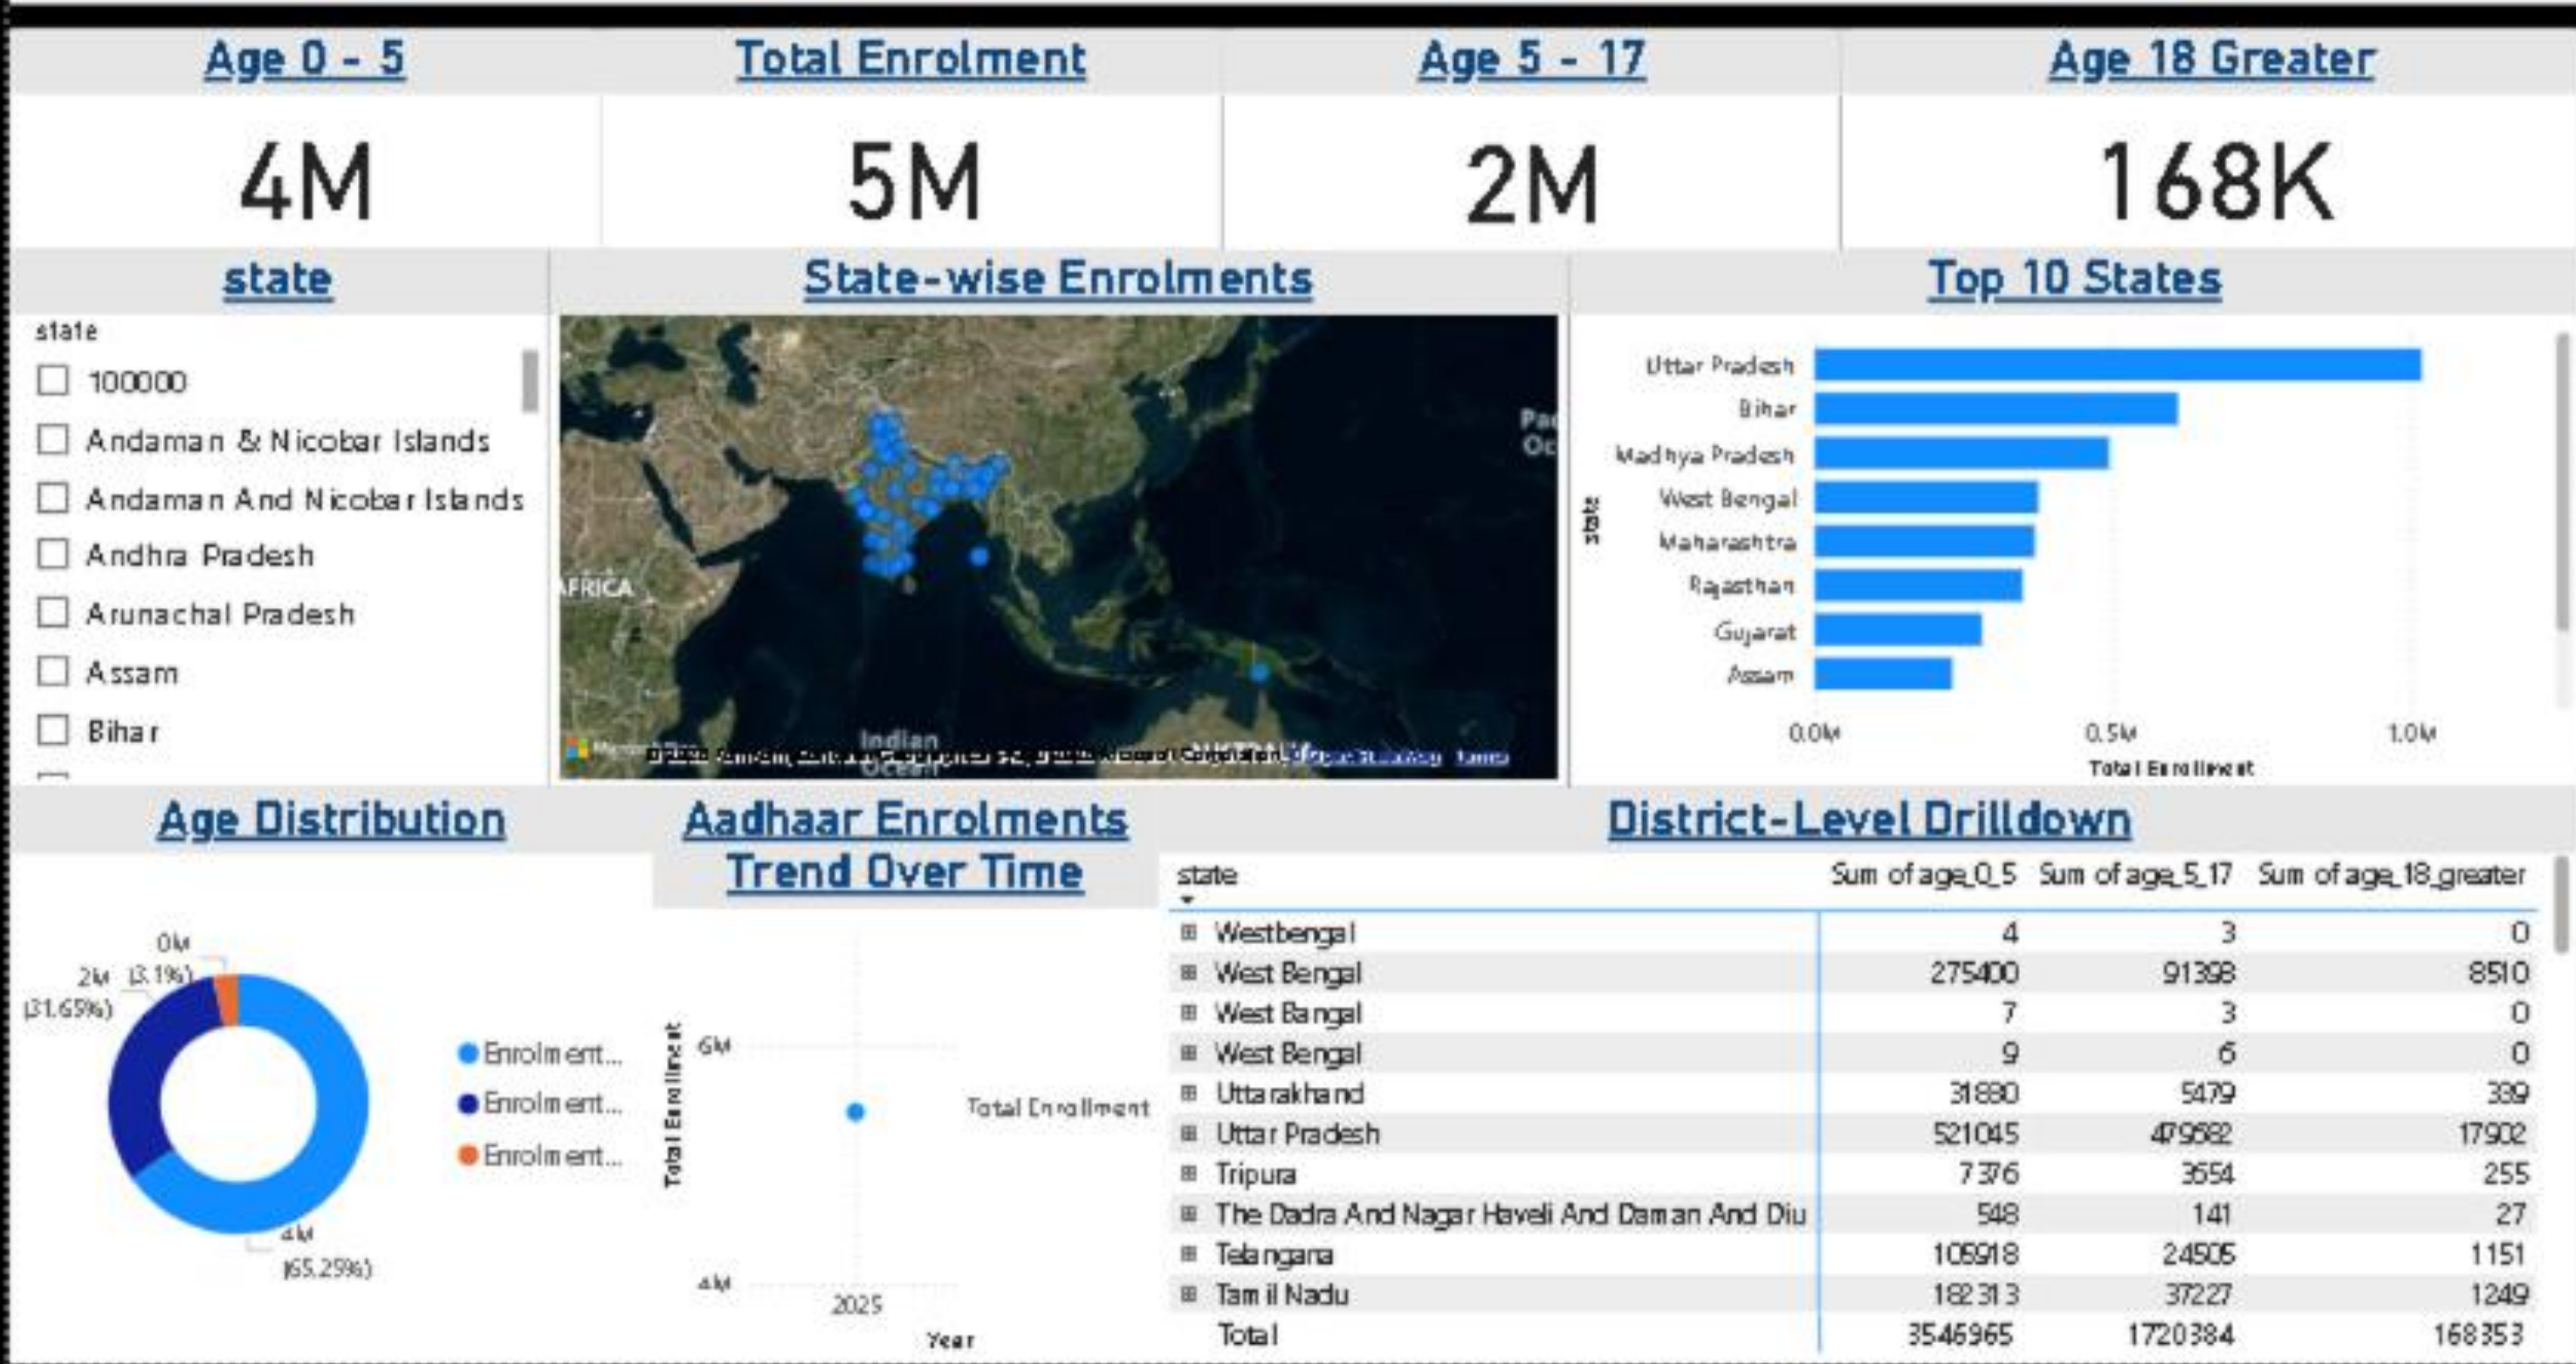 Age 0 - 5
Total Enrolment
Age 5 - 17
Age 18 Greater
4M
5M
2M
168K
state
State-wise Enrolments
Top 10 States
state
100000
Andaman & Nicobar Islands
Andaman And Nicobar Islands
Andhra Pradesh
Arunachal Pradesh
Assam
Bihar
AFRICA
Indian
Ocean
state
Uttar Pradesh
Bihar
Madhya Pradesh
West Bengal
Maharashtra
Rajasthan
Gujarat
Assam
0.0M 0.5M 1.0M
Total Enrollment
Age Distribution
0M
(3.1%)
2M
(31.65%)
4M
(65.25%)
Enrolment...
Enrolment...
Enrolment...
Aadhaar Enrolments
Trend Over Time
Total Enrollment
6M
4M
Total Enrollment
2025
Year
District-Level Drilldown
state Sum of age_0_5 Sum of age_5_17 Sum of age_18_greater
Westbengal 4 3 0
West Bengal 275400 91398 8510
West Bangal 7 3 0
West Bengal 9 6 0
Uttarakhand 31880 5479 339
Uttar Pradesh 521045 479682 17902
Tripura 7376 3554 255
The Dadra And Nagar Haveli And Daman And Diu 548 141 27
Telangana 105918 24505 1151
Tamil Nadu 182313 37227 1249
Total 3546965 1720384 168353